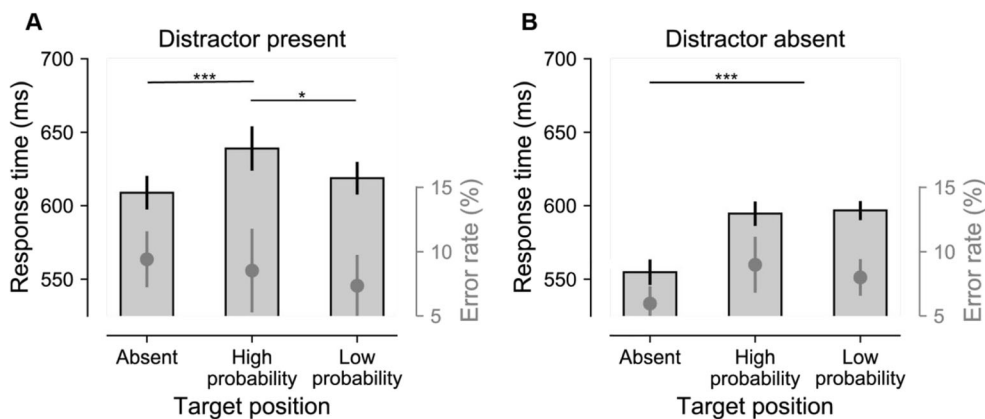 A
Distractor present
Response time (ms)
700
650
600
550
***
*
15
10
5
Error rate (%)
Absent
High
probability
Low
probability
Target position
B
Distractor absent
Response time (ms)
700
650
600
550
***
15
10
5
Error rate (%)
Absent
High
probability
Low
probability
Target position